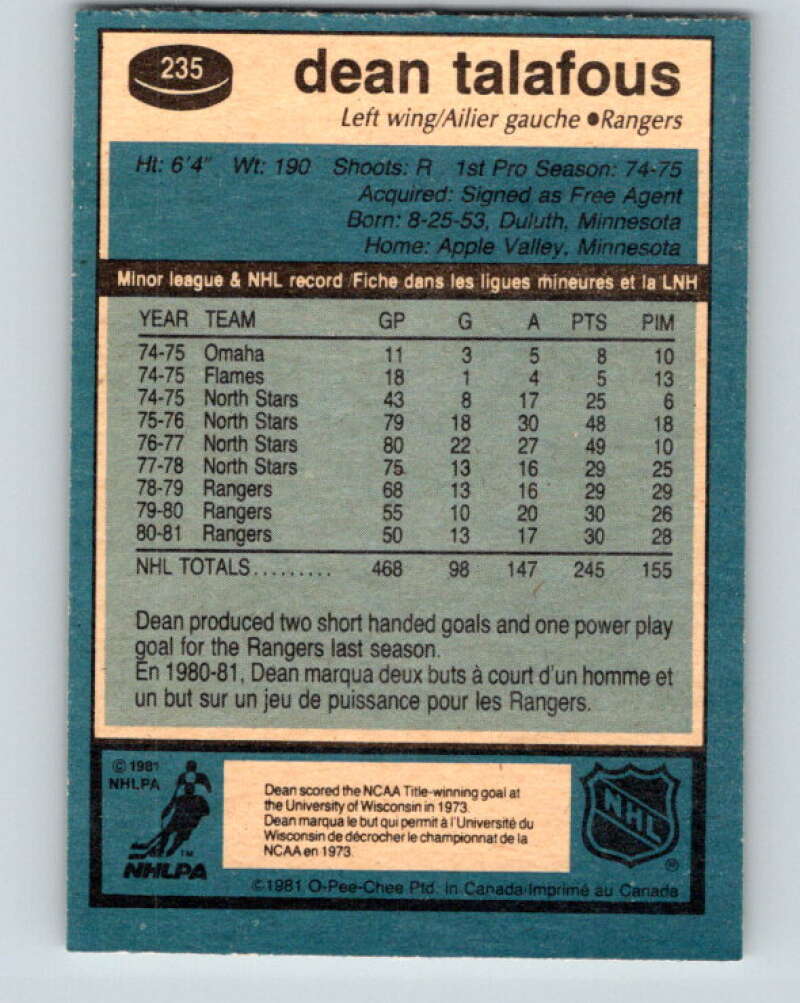 235
dean talafous
Left wing/Ailier gauche ●Rangers
Ht: 6'4" Wt: 190 Shoots: R 1st Pro Season: 74-75
Acquired: Signed as Free Agent
Born: 8-25-53, Duluth, Minnesota
Home: Apple Valley, Minnesota
Minor league & NHL record/Fiche dans les ligues mineures et la LNH
YEAR TEAM GP G A PTS PIM
74-75 Omaha 11 3 5 8 10
74-75 Flames 18 1 4 5 13
74-75 North Stars 43 8 17 25 6
75-76 North Stars 79 18 30 48 18
76-77 North Stars 80 22 27 49 10
77-78 North Stars 75 13 16 29 25
78-79 Rangers 68 13 16 29 29
79-80 Rangers 55 10 20 30 26
80-81 Rangers 50 13 17 30 28
NHL TOTALS......... 468 98 147 245 155
Dean produced two short handed goals and one power play
goal for the Rangers last season.
En 1980-81, Dean marqua deux buts à court d'un homme et
un but sur un jeu de puissance pour les Rangers.
© 1981
NHLPA
Dean scored the NCAA Title-winning goal at
the University of Wisconsin in 1973.
Dean marqua le but qui permit à l'Université du
Wisconsin de décrocher le championnat de la
NCAA en 1973.
TM
NHLPA
NHL
®
©1981 O-Pee-Chee Ptd. in Canada/Imprimé au Canada